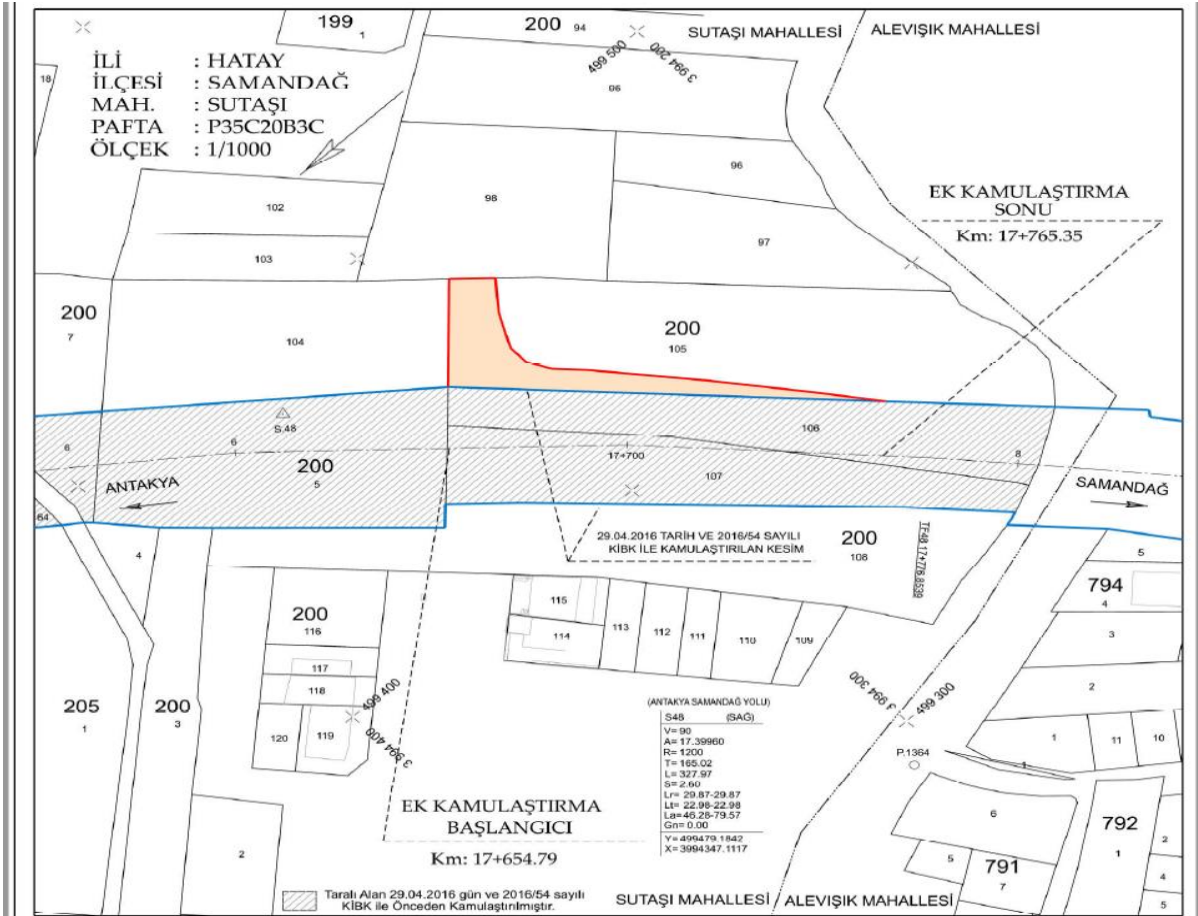 199
1
200 94
499 500
3 994 200
SUTAŞI MAHALLESİ
ALEVIŞIK MAHALLESİ
İLİ : HATAY
İLÇESİ : SAMANDAĞ
MAH. : SUTAŞI
PAFTA : P35C20B3C
ÖLÇEK : 1/1000
18
96
96
98
97
102
103
EK KAMULAŞTIRMA
SONU
Km: 17+765.35
200
7
104
200
105
S.48
106
6
6
200
5
17+700
107
8
ANTAKYA
SAMANDAĞ
64
4
29.04.2016 TARİH VE 2016/54 SAYILI
KİBK İLE KAMULAŞTIRILAN KESİM
200
108
5
794
4
3
2
1
11
10
200
116
117
118
120
119
115
114
113
112
111
110
109
499 400
3 994 400
3 994 300
499 300
205
1
200
3
2
(ANTAKYA SAMANDAĞ YOLU)
S48 (SAĞ)
V= 90
A= 17.39960
R= 1200
T= 165.02
L= 327.97
S= 2.60
Lr= 29.87-29.87
Lt= 22.98-22.98
La=46.28-79.57
Gn= 0.00
Y=499479.1842
X=3994347.1117
P.1364
1
6
5
791
7
792
1
2
4
5
EK KAMULAŞTIRMA
BAŞLANGICI
Km: 17+654.79
Taralı Alan 29.04.2016 gün ve 2016/54 sayılı
KİBK ile Önceden Kamulaştırılmıştır.
SUTAŞI MAHALLESİ
ALEVIŞIK MAHALLESİ